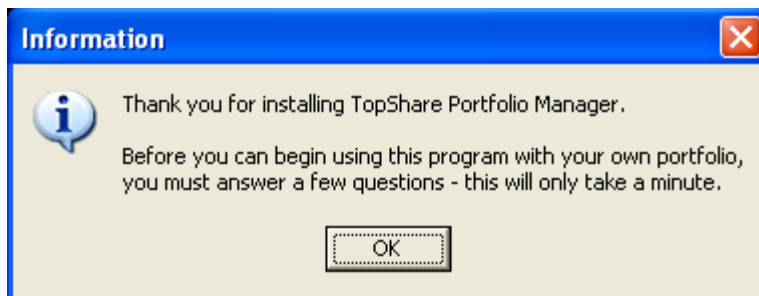 Information
Thank you for installing TopShare Portfolio Manager.
Before you can begin using this program with your own portfolio,
you must answer a few questions - this will only take a minute.
OK